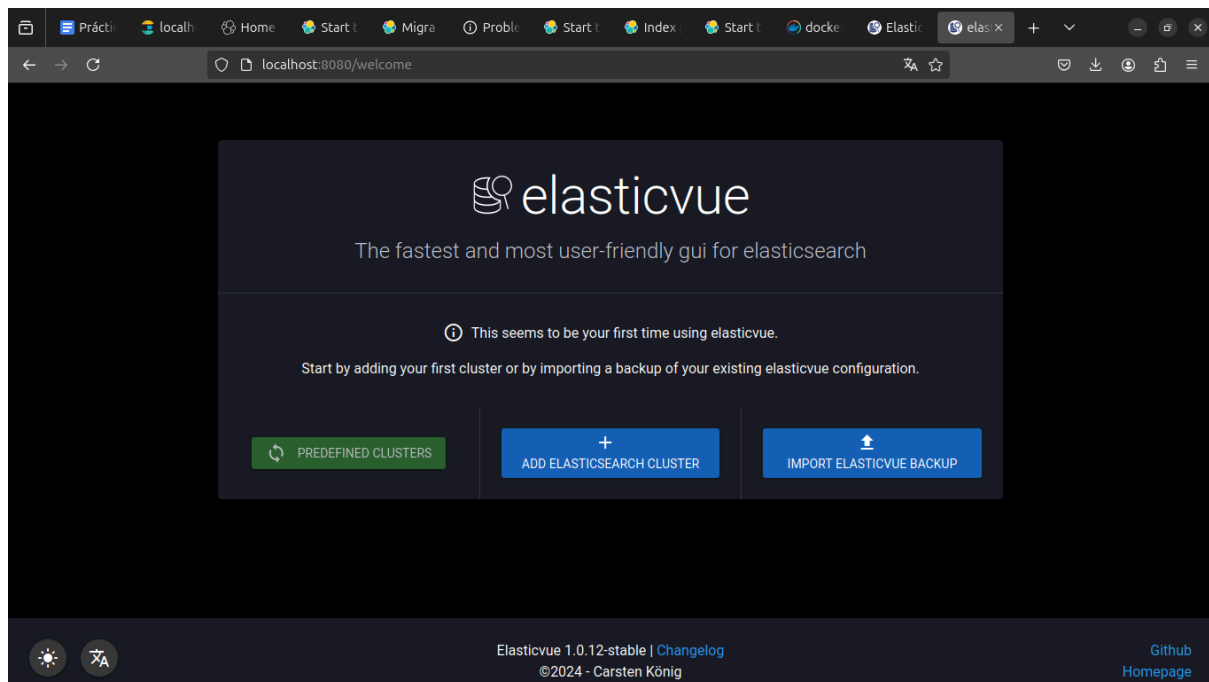 Práctic
localh
Home
Start t
Migra
Proble
Start t
Index
Start t
docke
Elastic
elas
localhost:8080/welcome
elasticvue
The fastest and most user-friendly gui for elasticsearch
This seems to be your first time using elasticvue.
Start by adding your first cluster or by importing a backup of your existing elasticvue configuration.
PREDEFINED CLUSTERS
ADD ELASTICSEARCH CLUSTER
IMPORT ELASTICVUE BACKUP
Elasticvue 1.0.12-stable | Changelog
©2024 - Carsten König
Github
Homepage